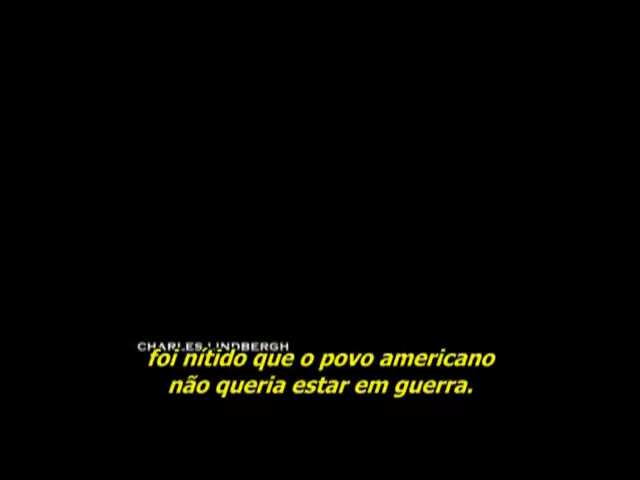 CHARLES LINDBERGH
foi nítido que o povo americano
não queria estar em guerra.